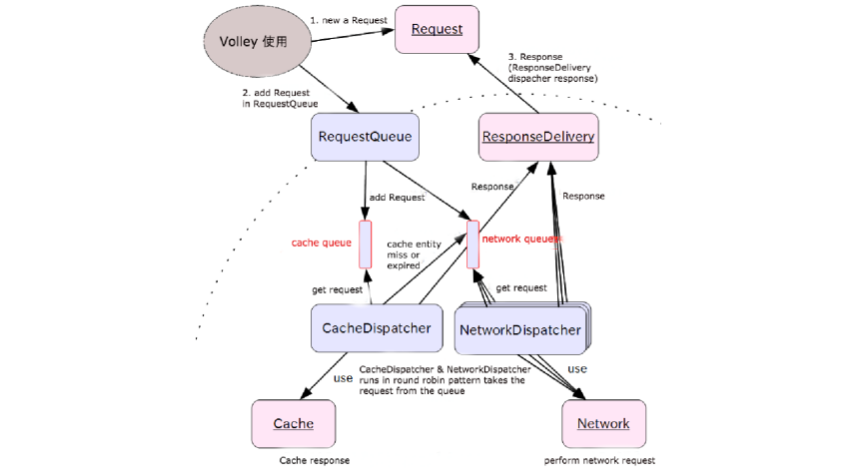 1. new a Request
Volley 使用
Request
3. Response
(ResponseDelivery
dispacher response)
2. add Request
in RequestQueue
RequestQueue
ResponseDelivery
Response
Response
add Request
cache queue
cache entity
miss or
expired
network queue
get request
get request
CacheDispatcher
NetworkDispatcher
use
CacheDispatcher & NetworkDispatcher
runs in round robin pattern takes the
request from the queue
use
Cache
Network
Cache response
perform network request